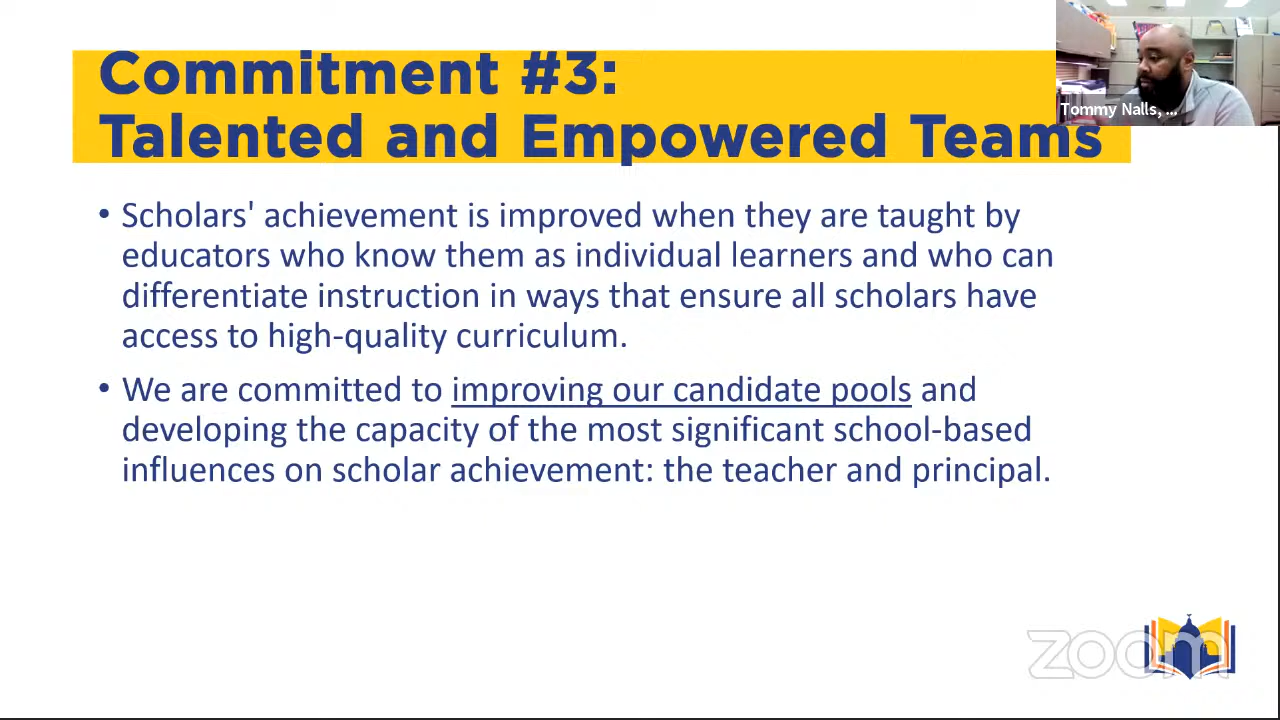 Commitment #3:
Talented and Empowered Teams
Tommy Nalls, ...
• Scholars' achievement is improved when they are taught by
educators who know them as individual learners and who can
differentiate instruction in ways that ensure all scholars have
access to high-quality curriculum.
• We are committed to improving our candidate pools and
developing the capacity of the most significant school-based
influences on scholar achievement: the teacher and principal.
zoom